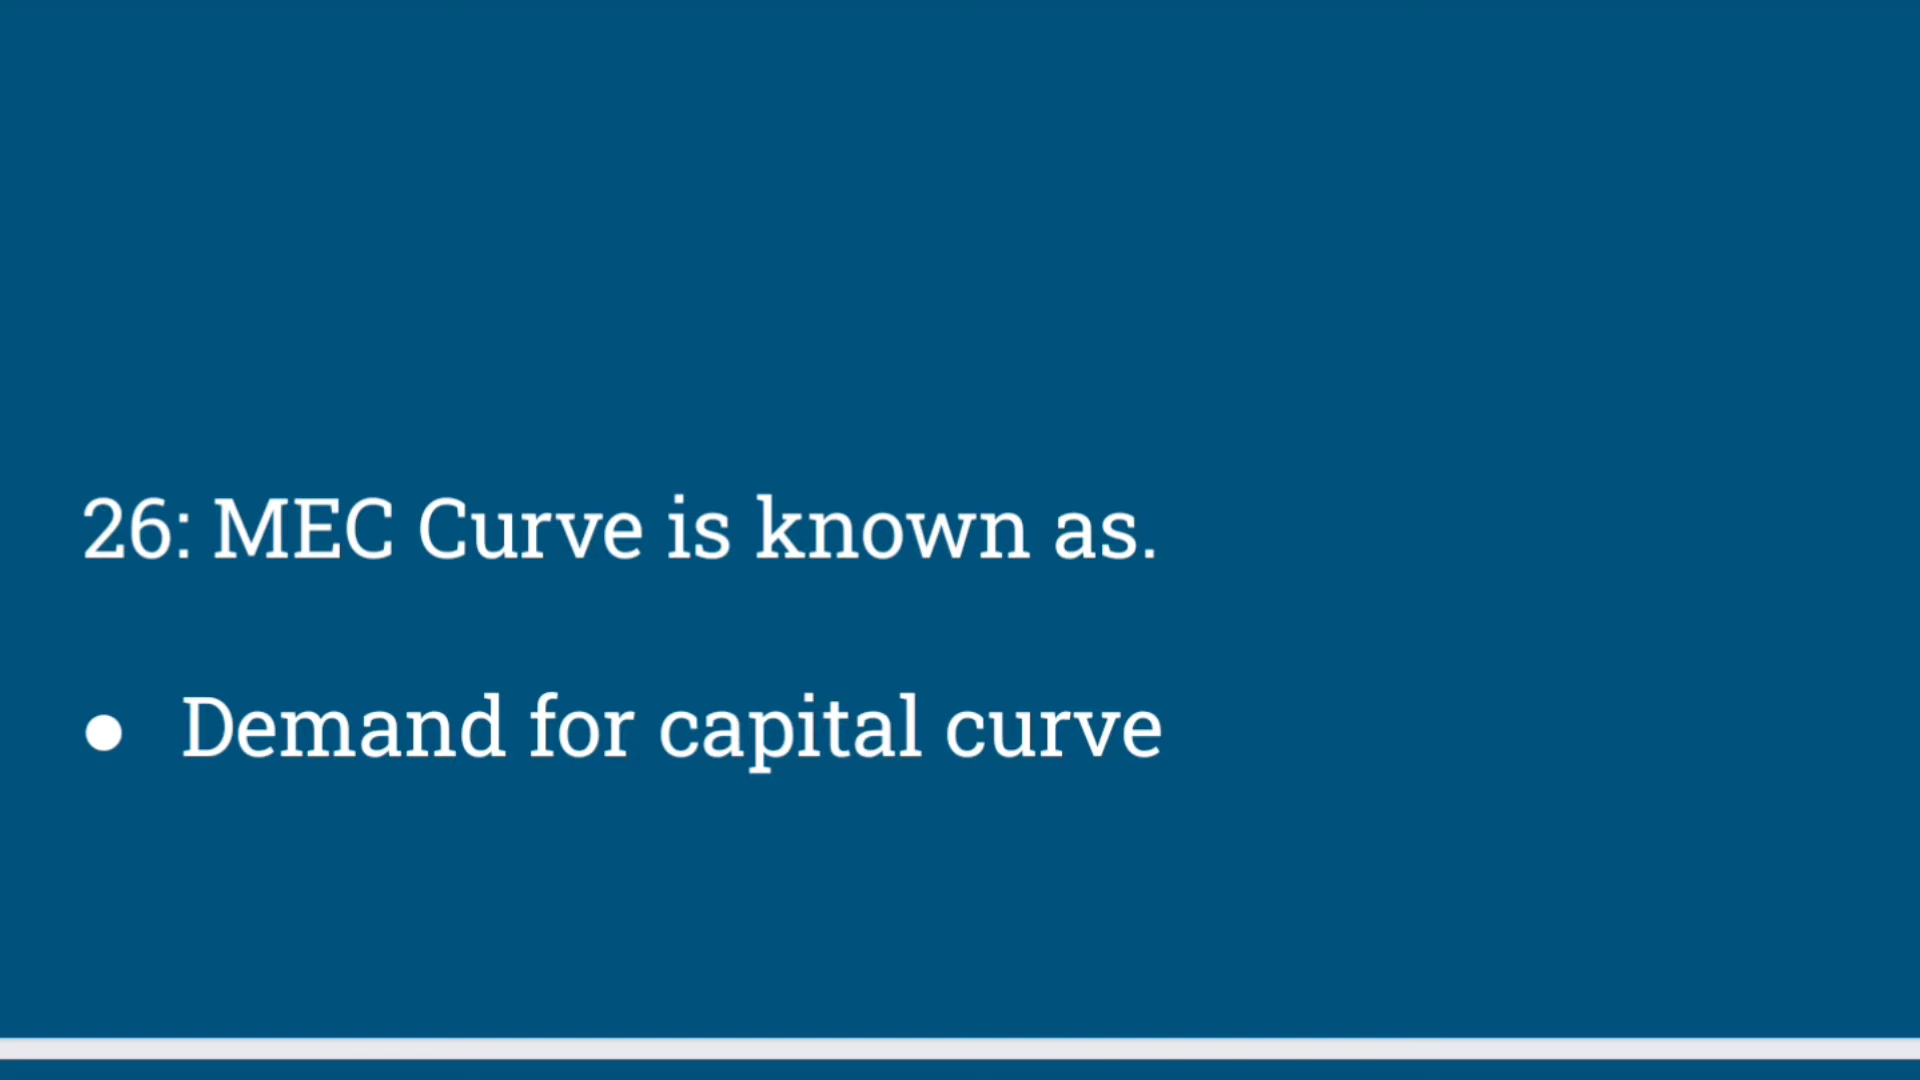 26: MEC Curve is known as.
● Demand for capital curve